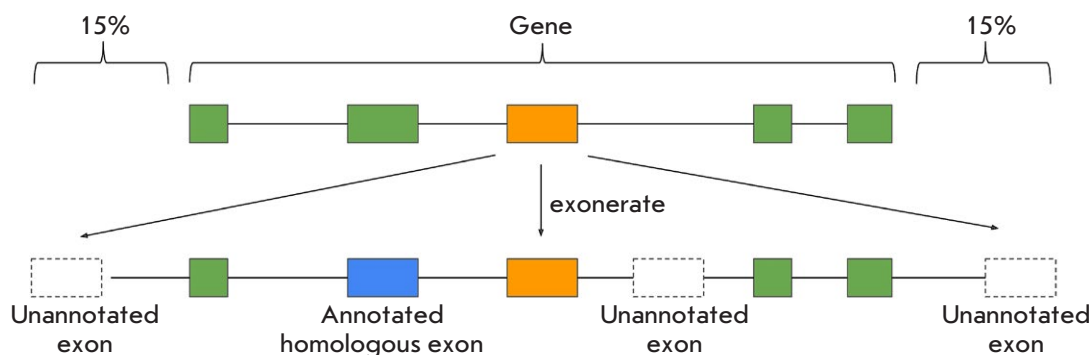 15%
Gene
15%
exonerate
Unannotated
exon
Annotated
homologous exon
Unannotated
exon
Unannotated
exon